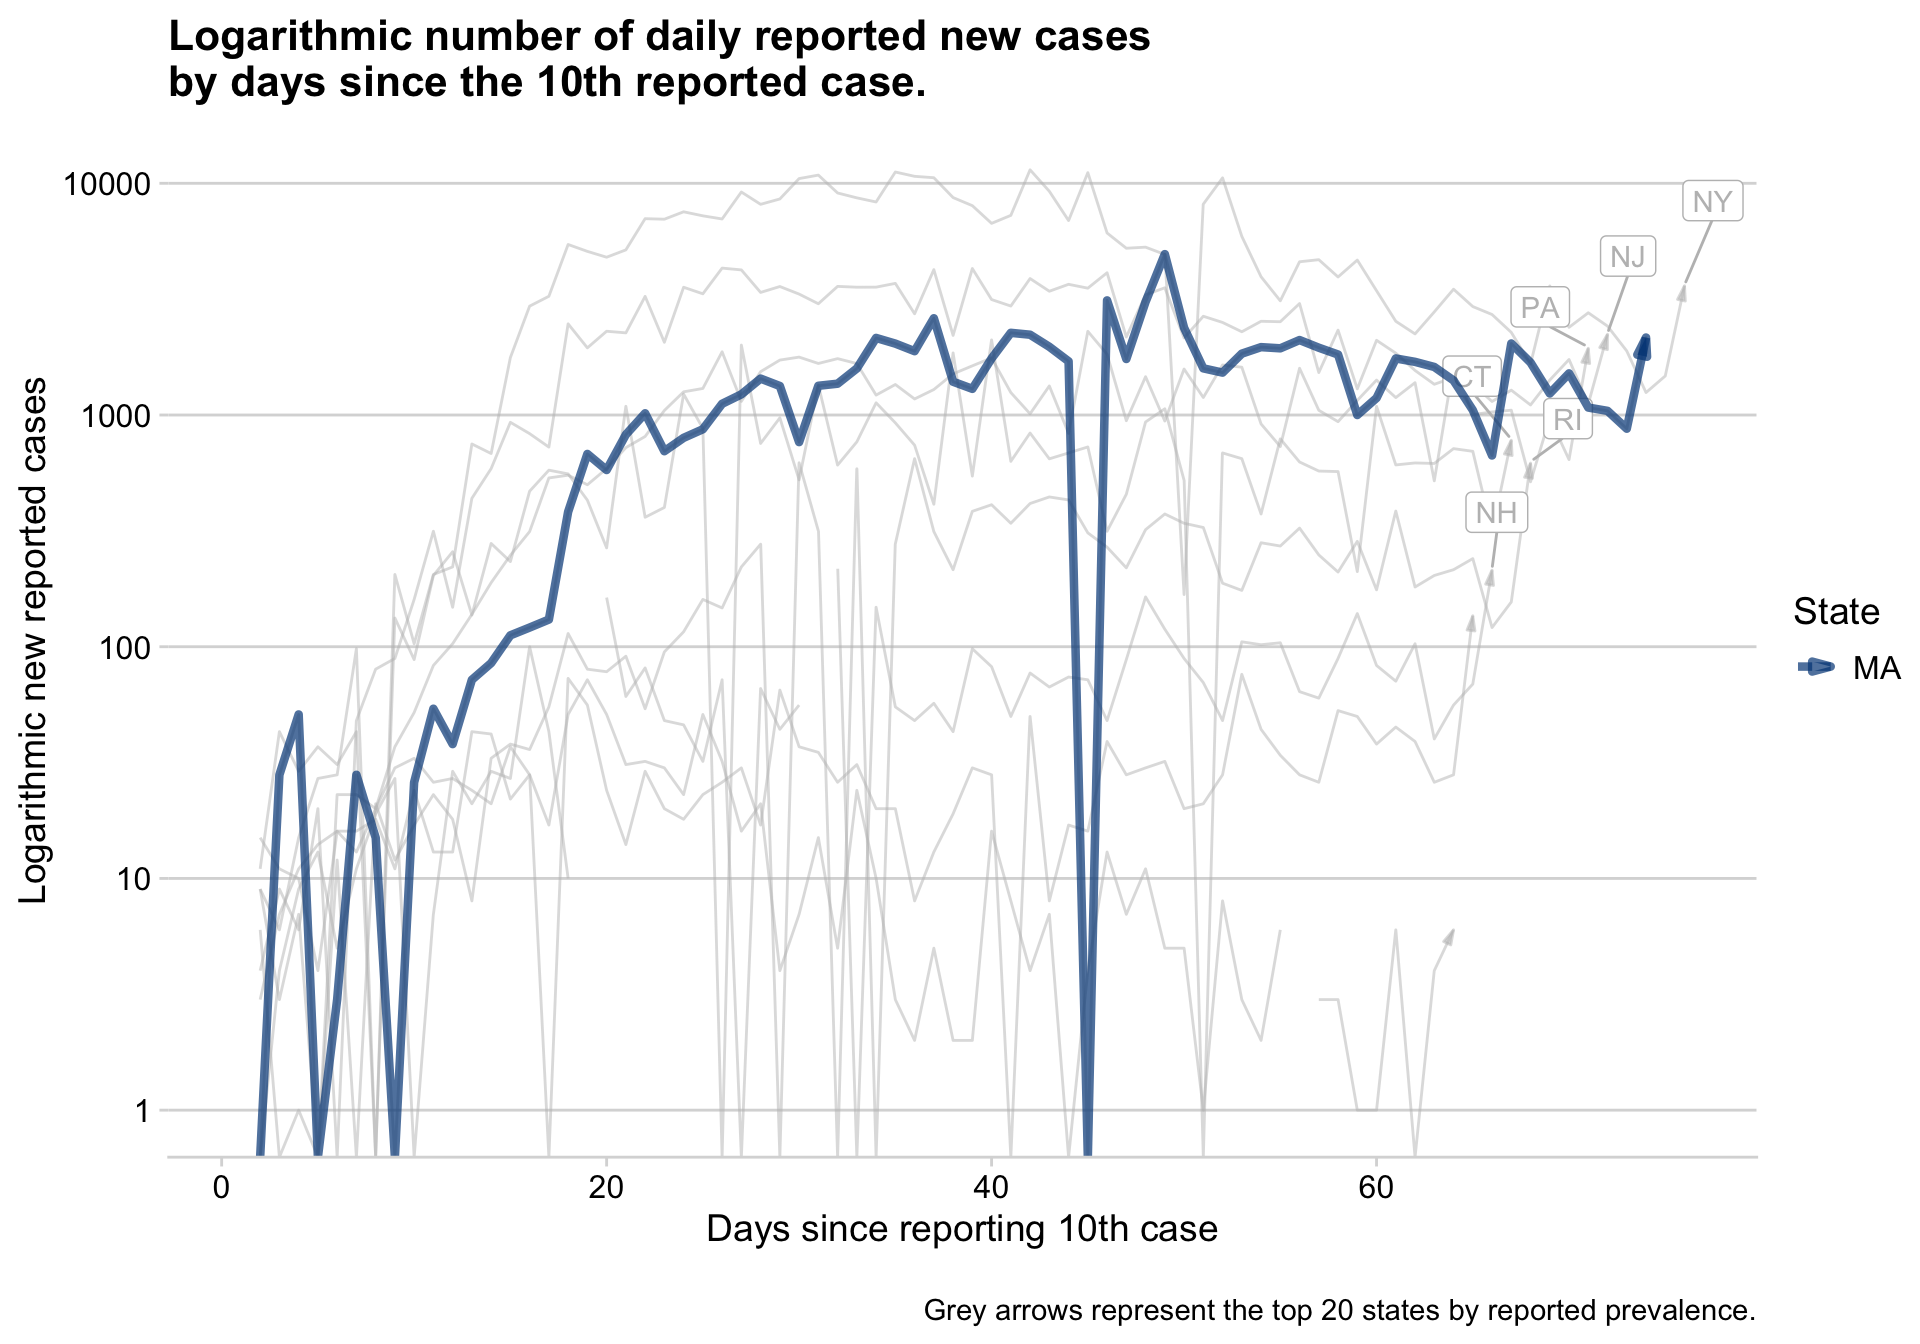 Logarithmic number of daily reported new cases
by days since the 10th reported case.
Logarithmic new reported cases
10000
1000
100
10
1
NY
NJ
PA
CT
RI
NH
State
MA
0
20
40
60
Days since reporting 10th case
Grey arrows represent the top 20 states by reported prevalence.